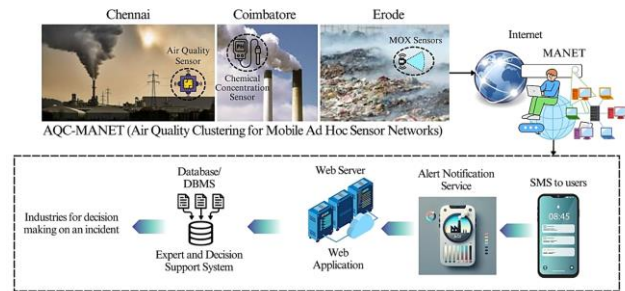 Chennai
Coimbatore
Erode
Air Quality
Sensor
Chemical
Concentration
Sensor
MOX Sensors
Internet
MANET
AQC-MANET (Air Quality Clustering for Mobile Ad Hoc Sensor Networks)
Database/
DBMS
Web Server
Alert Notification
Service
SMS to users
08:45
Industries for decision
making on an incident
Expert and Decision
Support System
Web
Application